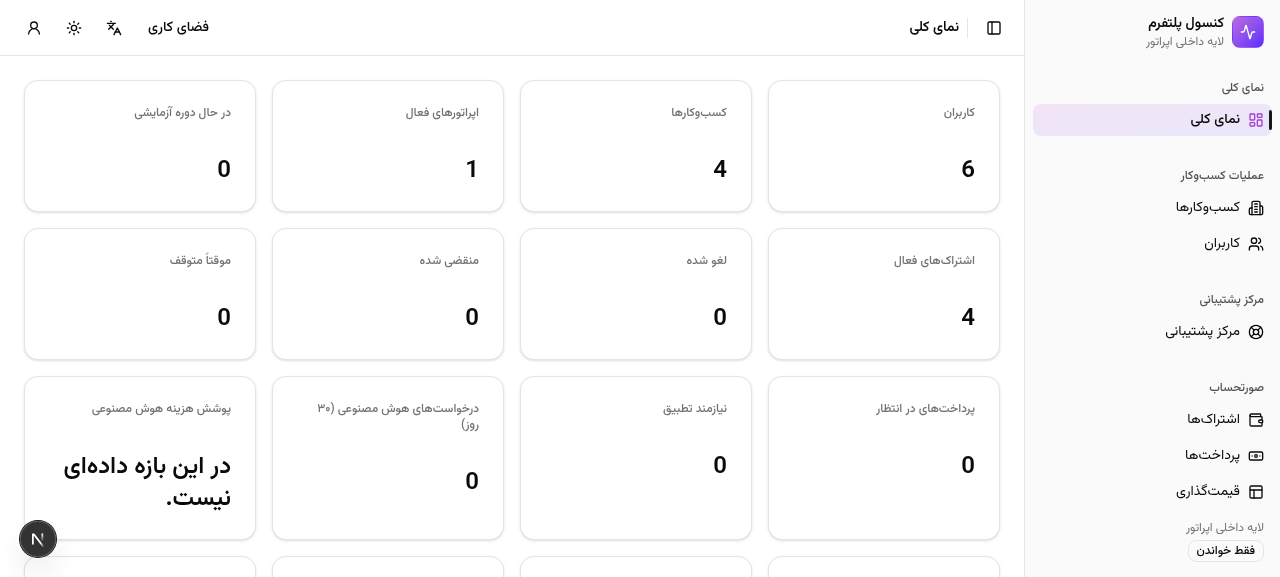 کنسول پلتفرم
لایه داخلی اپراتور
نمای کلی
نمای کلی
عملیات کسب‌وکار
کسب‌وکارها
کاربران
مرکز پشتیبانی
مرکز پشتیبانی
صورتحساب
اشتراک‌ها
پرداخت‌ها
قیمت‌گذاری
لایه داخلی اپراتور
فقط خواندن
نمای کلی
فضای کاری
کاربران
6
کسب‌وکارها
4
اپراتورهای فعال
1
در حال دوره آزمایشی
0
اشتراک‌های فعال
4
لغو شده
0
منقضی شده
0
موقتاً متوقف
0
پرداخت‌های در انتظار
0
نیازمند تطبیق
0
درخواست‌های هوش مصنوعی (۳۰
روز)
0
پوشش هزینه هوش مصنوعی
در این بازه داده‌ای
نیست.
N